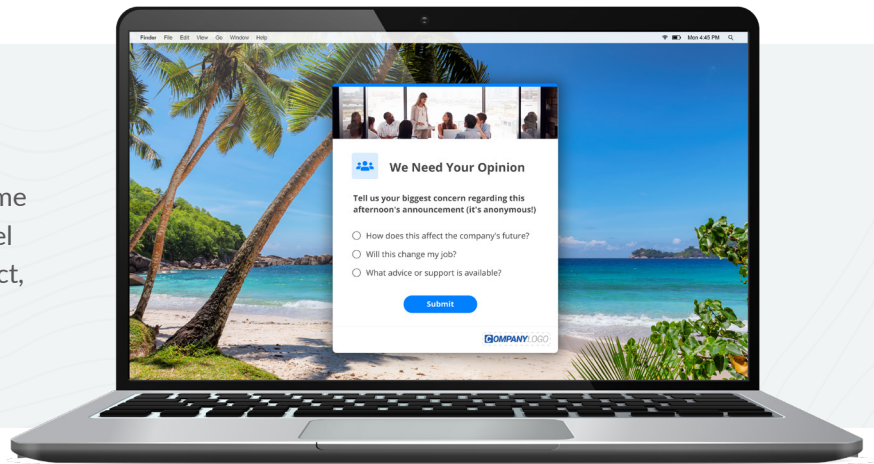 Finder File Edit View Go Window Help
Mon 4:45 PM
me
el
ct,
We Need Your Opinion
Tell us your biggest concern regarding this
afternoon's announcement (it's anonymous!)
How does this affect the company's future?
Will this change my job?
What advice or support is available?
Submit
COMPANYLOGO